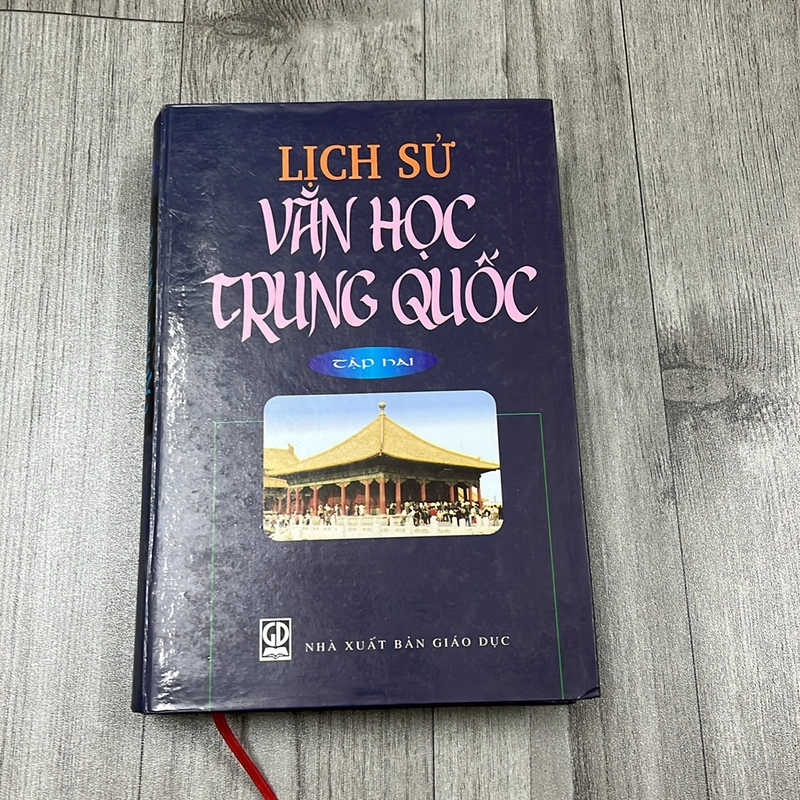 LỊCH SỬ
VĂN HỌC
TRUNG QUỐC
TẬP HAI
GD
NHÀ XUẤT BẢN GIÁO DỤC